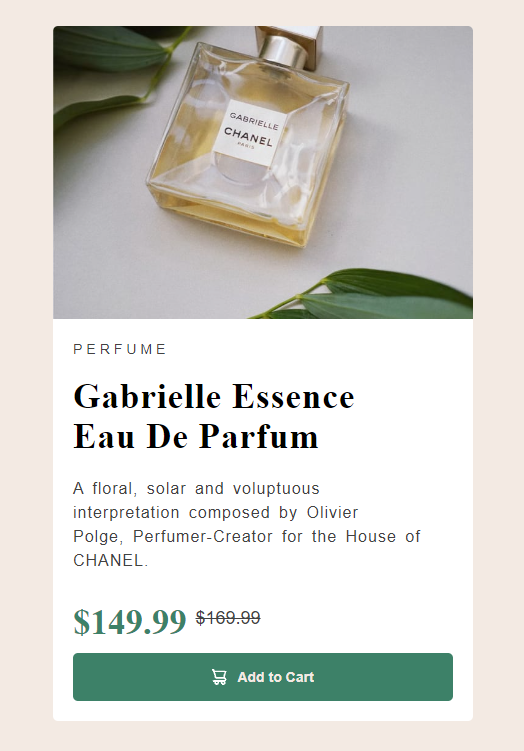 GABRIELLE
CHANEL
PARIS
PERFUME
Gabrielle Essence
Eau De Parfum
A floral, solar and voluptuous
interpretation composed by Olivier
Polge, Perfumer-Creator for the House of
CHANEL.
$149.99 $169.99
Add to Cart